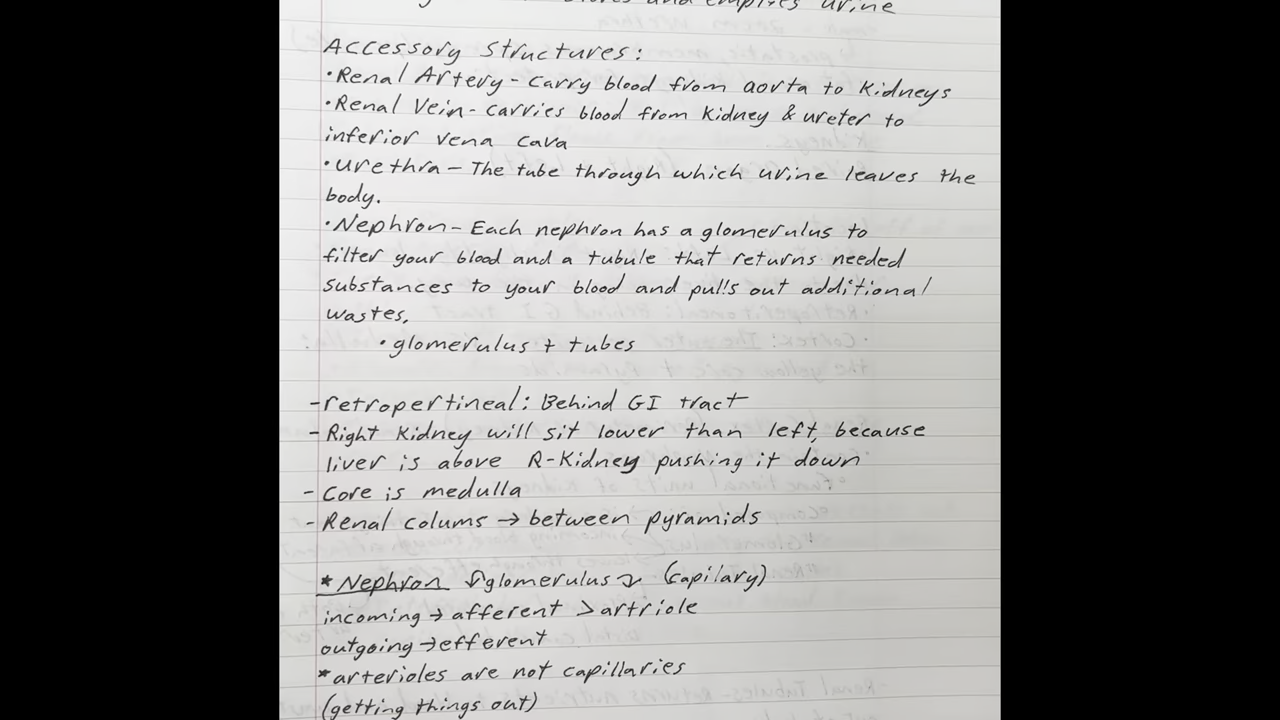 stores and empties urine
Accessory Structures:
•Renal Artery - Carry blood from aorta to Kidneys
•Renal Vein - carries blood from Kidney & ureter to
inferior vena cava
•Urethra - The tube through which urine leaves the
body.
•Nephron - Each nephron has a glomerulus to
filter your blood and a tubule that returns needed
substances to your blood and pulls out additional
wastes.
•glomerulus + tubes
-retropertineal: Behind GI tract
-Right Kidney will sit lower than left, because
liver is above R-Kidney pushing it down
- Core is medulla
- Renal colums → between pyramids
*Nephron ↓glomerulus↘ (capilary)
incoming → afferent > artriole
outgoing → efferent
*arterioles are not capillaries
(getting things out)